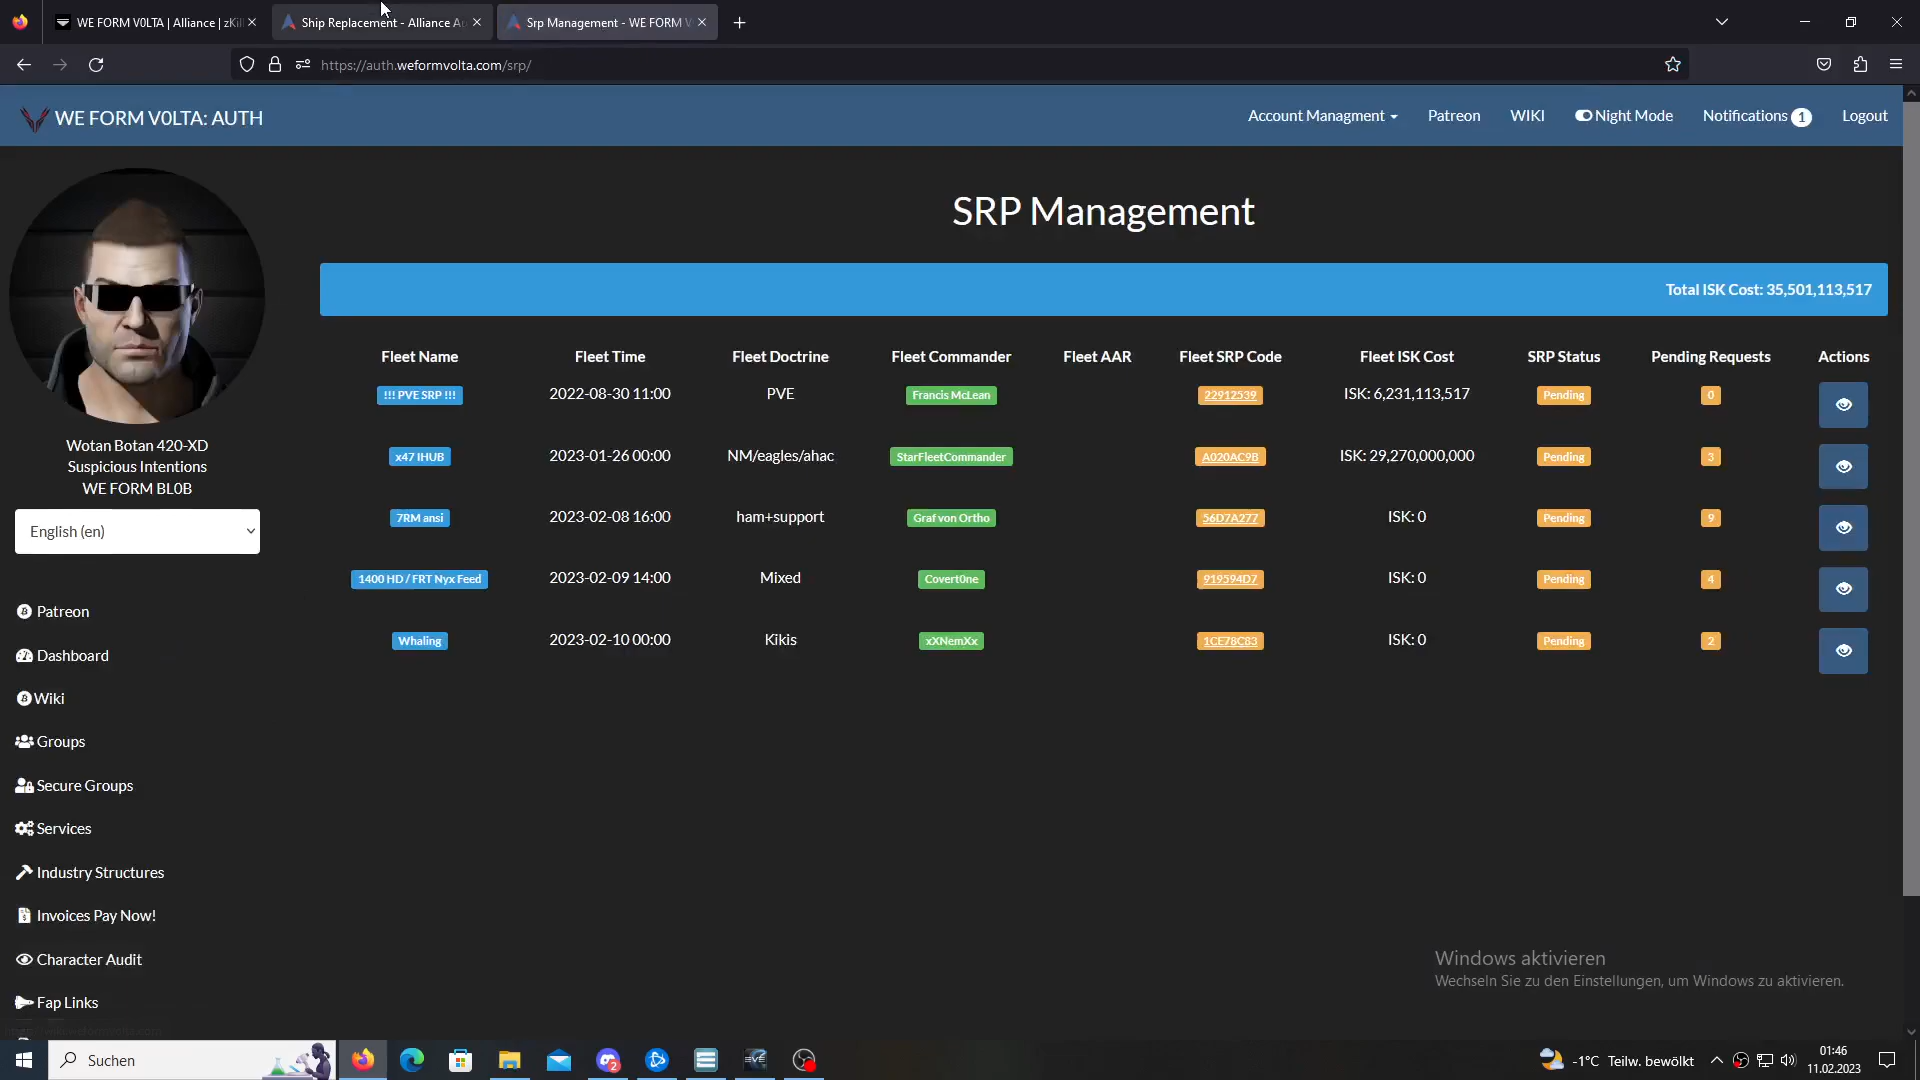 WE FORM V0LTA | Alliance | zKil
Ship Replacement - Alliance Au
Srp Management - WE FORM V
https://auth.weformvolta.com/srp/
WE FORM V0LTA: AUTH
Account Managment
Patreon
WIKI
Night Mode
Notifications 1
Logout
SRP Management
Total ISK Cost: 35,501,113,517
Fleet Name Fleet Time Fleet Doctrine Fleet Commander Fleet AAR Fleet SRP Code Fleet ISK Cost SRP Status Pending Requests Actions
!!! PVE SRP !!! 2022-08-30 11:00 PVE Francis McLean 22912539 ISK: 6,231,113,517 Pending 0
x47 IHUB 2023-01-26 00:00 NM/eagles/ahac StarFleetCommander A020AC9B ISK: 29,270,000,000 Pending 3
7RM ansi 2023-02-08 16:00 ham+support Graf von Ortho 56D7A277 ISK: 0 Pending 9
1400 HD / FRT Nyx Feed 2023-02-09 14:00 Mixed Covert0ne 919594D7 ISK: 0 Pending 4
Whaling 2023-02-10 00:00 Kikis xXNemXx 1CE78C83 ISK: 0 Pending 2
Wotan Botan 420-XD
Suspicious Intentions
WE FORM BL0B
English (en)
Patreon
Dashboard
Wiki
Groups
Secure Groups
Services
Industry Structures
Invoices Pay Now!
Character Audit
Fap Links
Windows aktivieren
Wechseln Sie zu den Einstellungen, um Windows zu aktivieren.
Suchen
2
EVE
-1°C Teilw. bewölkt
01:46
11.02.2023